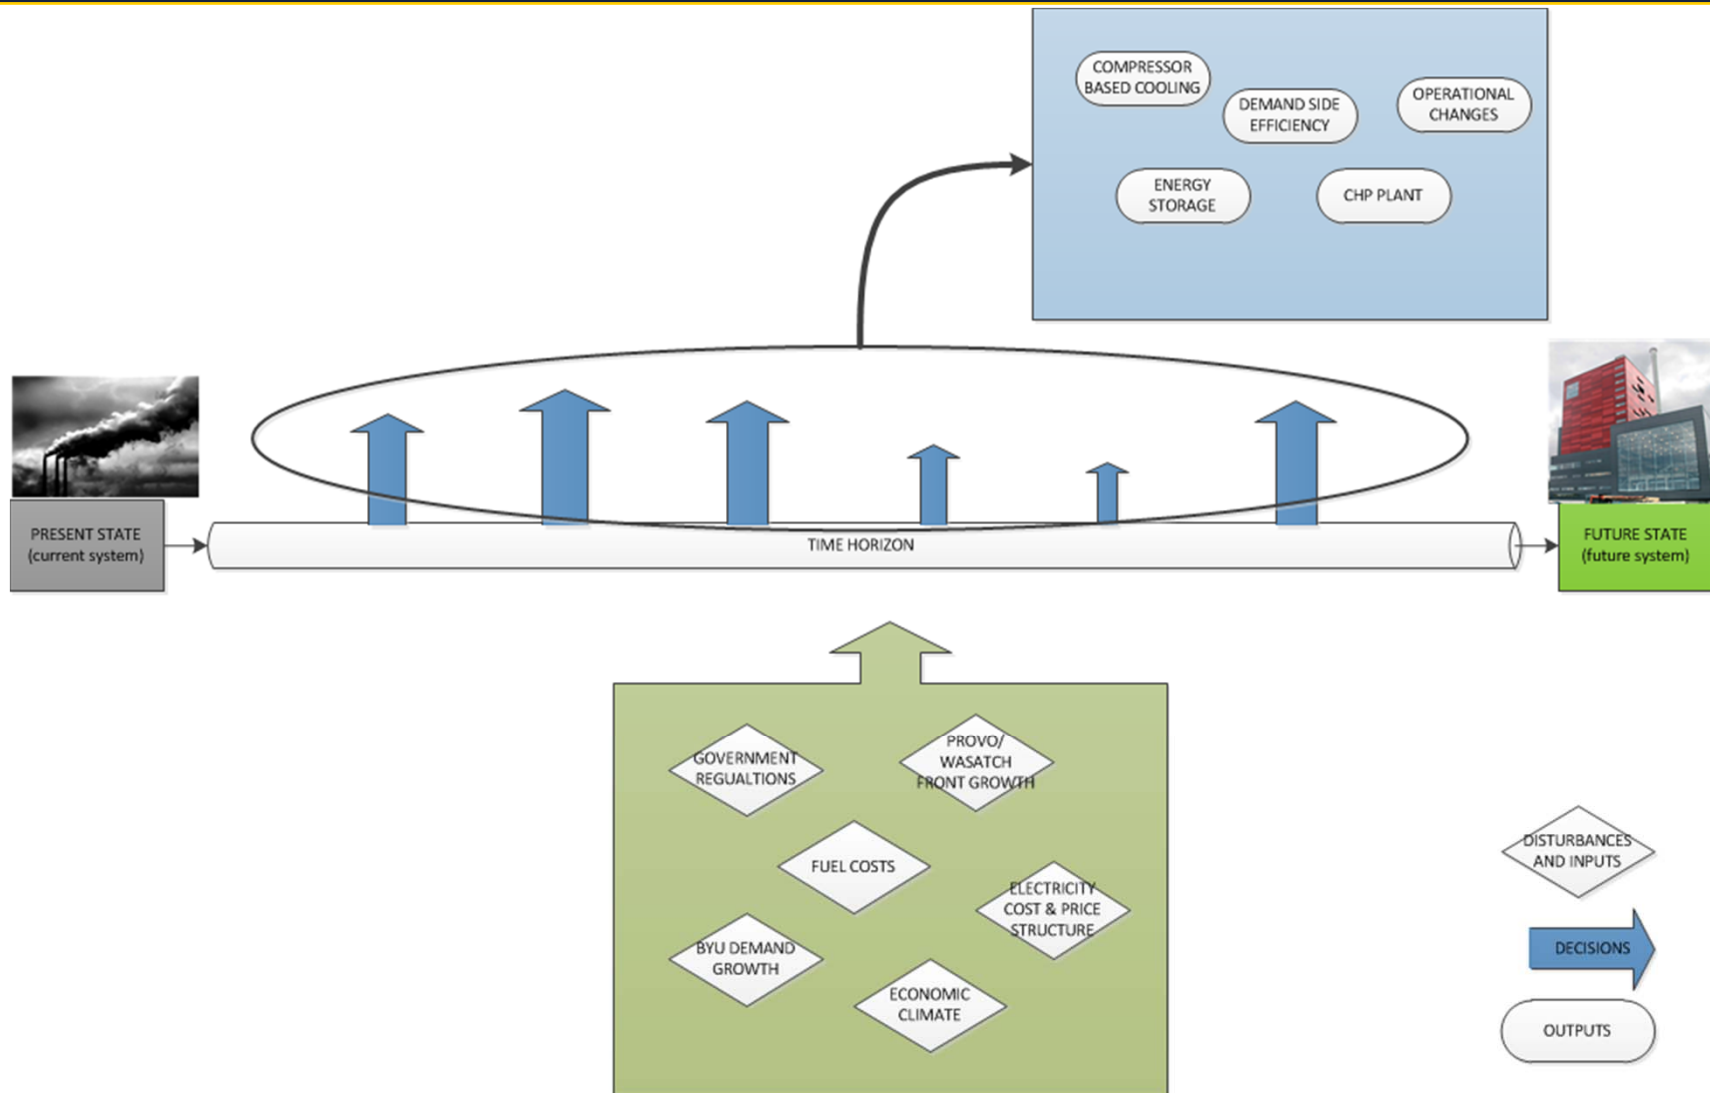 COMPRESSOR
BASED COOLING
DEMAND SIDE
EFFICIENCY
OPERATIONAL
CHANGES
ENERGY
STORAGE
CHP PLANT
PRESENT STATE
(current system)
TIME HORIZON
FUTURE STATE
(future system)
GOVERNMENT
REGUALTIONS
PROVO/
WASATCH
FRONT GROWTH
FUEL COSTS
ELECTRICITY
COST & PRICE
STRUCTURE
BYU DEMAND
GROWTH
ECONOMIC
CLIMATE
DISTURBANCES
AND INPUTS
DECISIONS
OUTPUTS